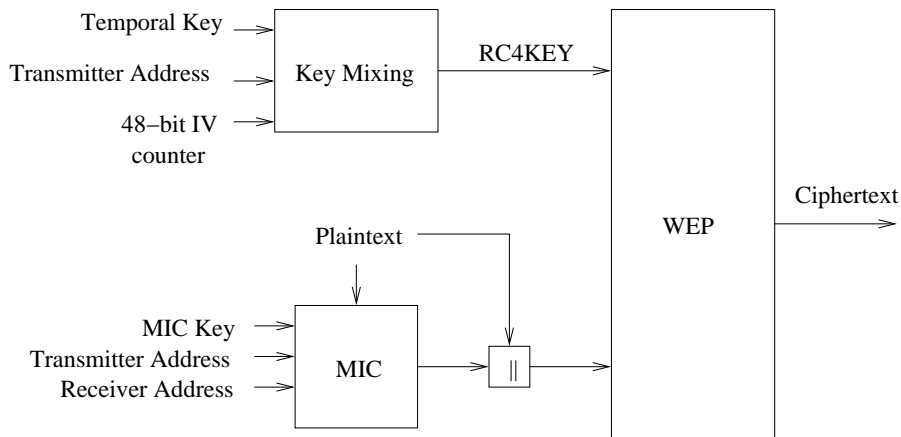 Temporal Key
Transmitter Address
48−bit IV
counter
Key Mixing
RC4KEY
WEP
Ciphertext
Plaintext
MIC Key
Transmitter Address
Receiver Address
MIC
||